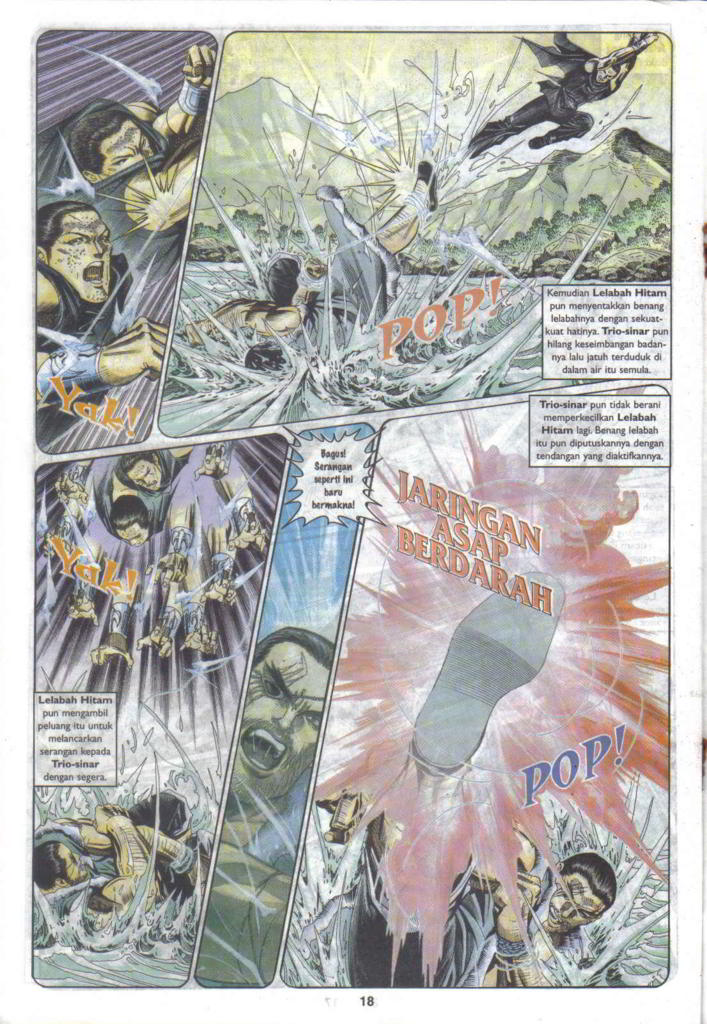 Yak!
POP!
Kemudian Lelabah Hitam
pun menyentakkan benang
lelabahnya dengan sekuat-
kuat hatinya. Trio-sinar pun
hilang keseimbangan badan-
nya lalu jatuh terduduk di
dalam air itu semula.
Trio-sinar pun tidak berani
memperkecilkan Lelabah
Hitam lagi. Benang lelabah
itu pun diputuskannya dengan
tendangan yang diaktifkannya.
Yak!
Lelabah Hitam
pun mengambil
peluang itu untuk
melancarkan
serangan kepada
Trio-sinar
dengan segera.
Bagus!
Serangan
seperti ini
baru
bermakna!
JARINGAN
ASAP
BERDARAH
POP!
18